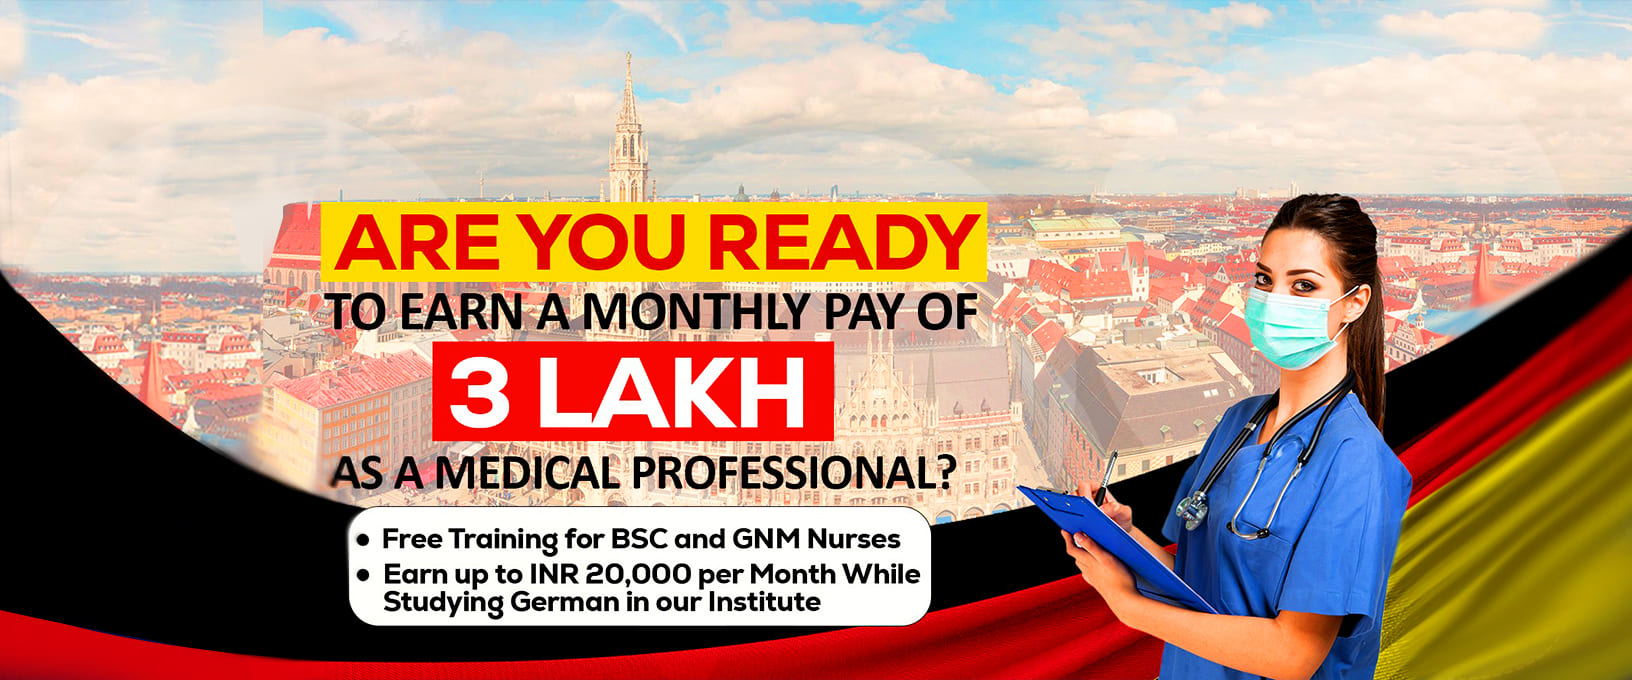 ARE YOU READY
TO EARN A MONTHLY PAY OF
3 LAKH
AS A MEDICAL PROFESSIONAL?
• Free Training for BSC and GNM Nurses
• Earn up to INR 20,000 per Month While
Studying German in our Institute